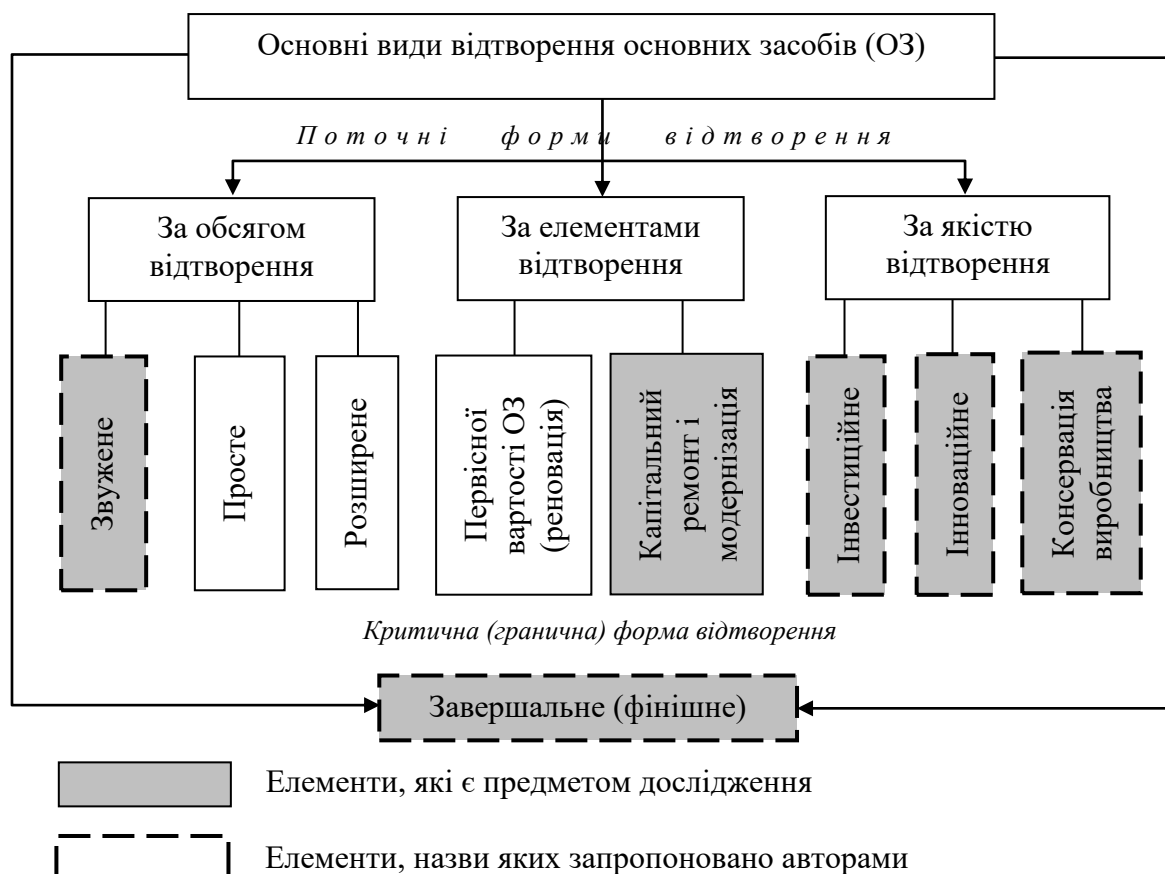 Основні види відтворення основних засобів (ОЗ)
Поточні форми відтворення
За обсягом
відтворення
За елементами
відтворення
За якістю
відтворення
Звужене
Просте
Розширене
Первісної
вартості ОЗ
(реновація)
Капітальний
ремонт і
модернізація
Інвестиційне
Інноваційне
Консервація
виробництва
Критична (гранична) форма відтворення
Завершальне (фінішне)
Елементи, які є предметом дослідження
Елементи, назви яких запропоновано авторами